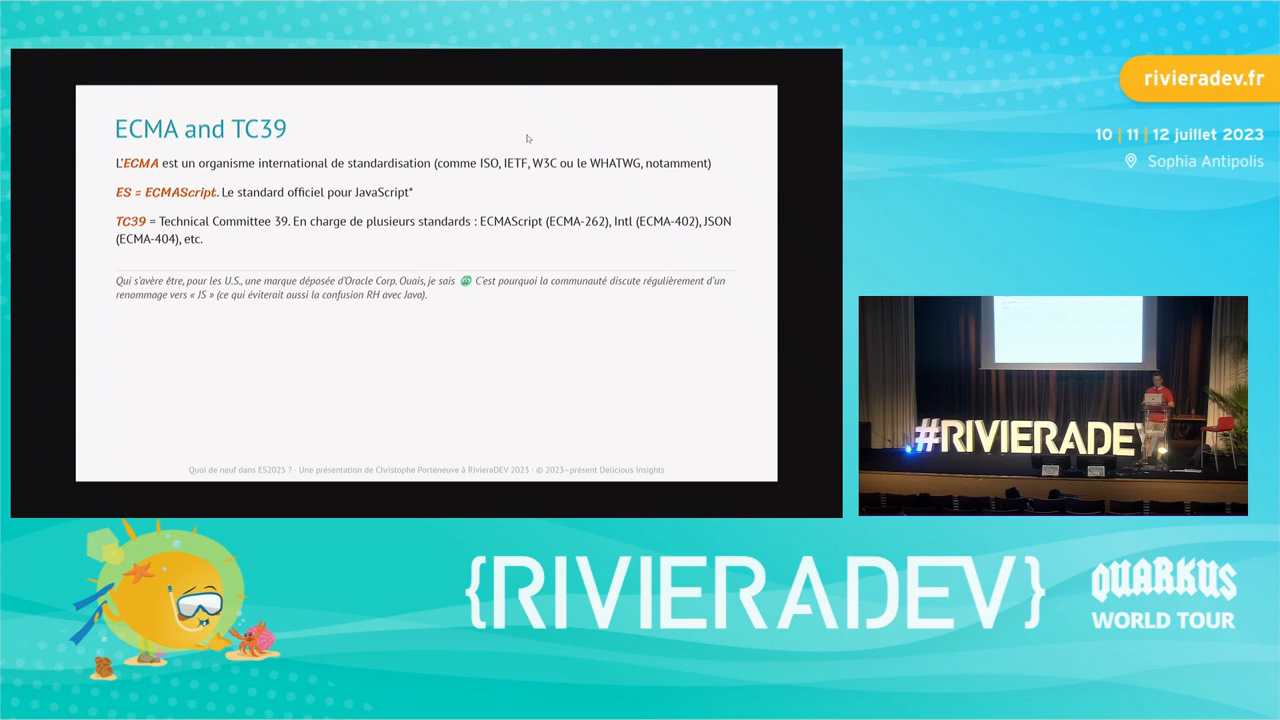 ECMA and TC39
L'ECMA est un organisme international de standardisation (comme ISO, IETF, W3C ou le WHATWG, notamment)
ES = ECMAScript. Le standard officiel pour JavaScript*
TC39 = Technical Committee 39. En charge de plusieurs standards : ECMAScript (ECMA-262), Intl (ECMA-402), JSON
(ECMA-404), etc.
Qui s'avère être, pour les U.S., une marque déposée d'Oracle Corp. Ouais, je sais C'est pourquoi la communauté discute régulièrement d'un
renommage vers « JS » (ce qui éviterait aussi la confusion RH avec Java).
Quoi de neuf dans ES2025 ? · Une présentation de Christophe Porteneuve à RivieraDEV 2023 · © 2023–présent Delicious Insights
rivieradev.fr
10 | 11 | 12 juillet 2023
Sophia Antipolis
#RIVIERADEV
{RIVIERADEV}
QUARKUS
WORLD TOUR